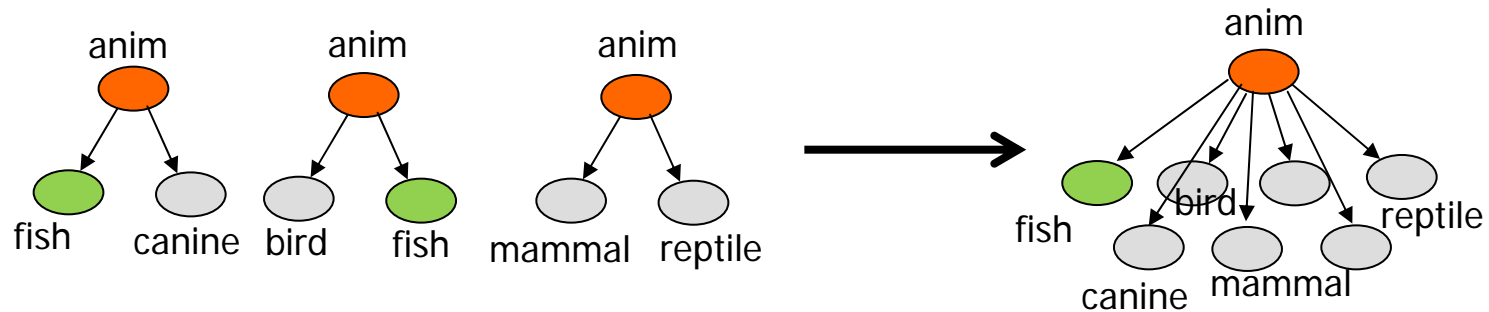 anim
anim
anim
anim
fish
canine
bird
fish
mammal
reptile
fish
bird
reptile
canine
mammal